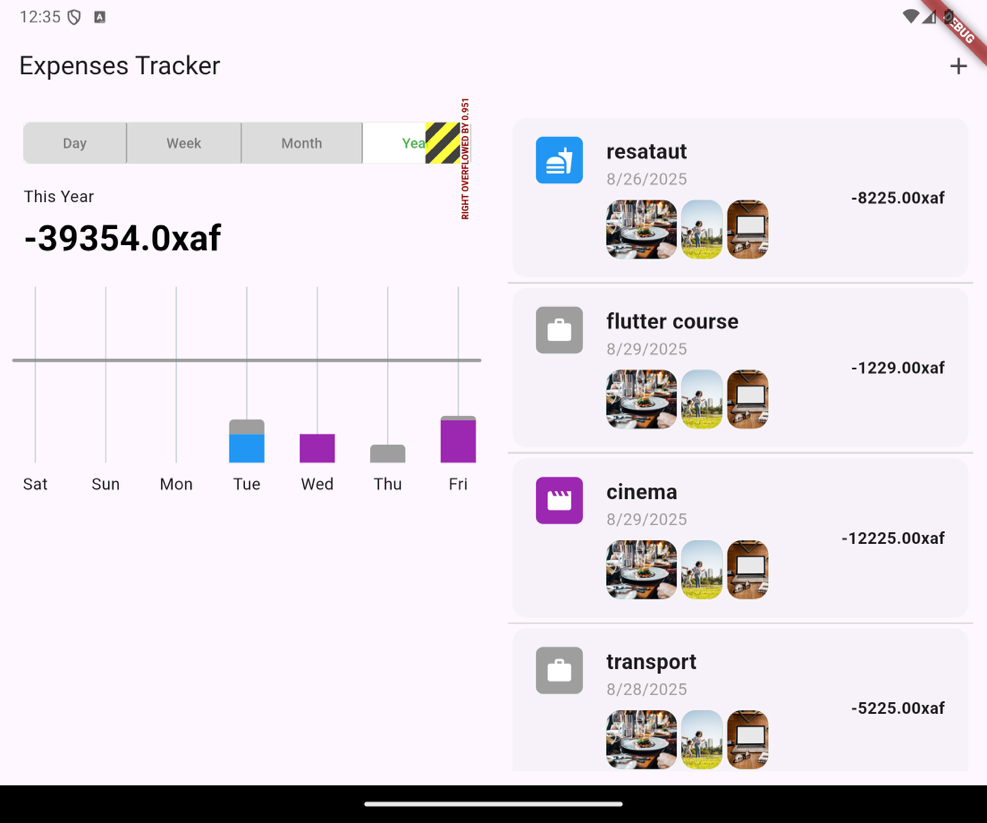 12:35
A
DEBUG
Expenses Tracker
+
Day Week Month Yea
RIGHT OVERFLOWED BY 0.951
This Year
-39354.0xaf
Sat Sun Mon Tue Wed Thu Fri
resataut
8/26/2025
-8225.00xaf
flutter course
8/29/2025
-1229.00xaf
cinema
8/29/2025
-12225.00xaf
transport
8/28/2025
-5225.00xaf